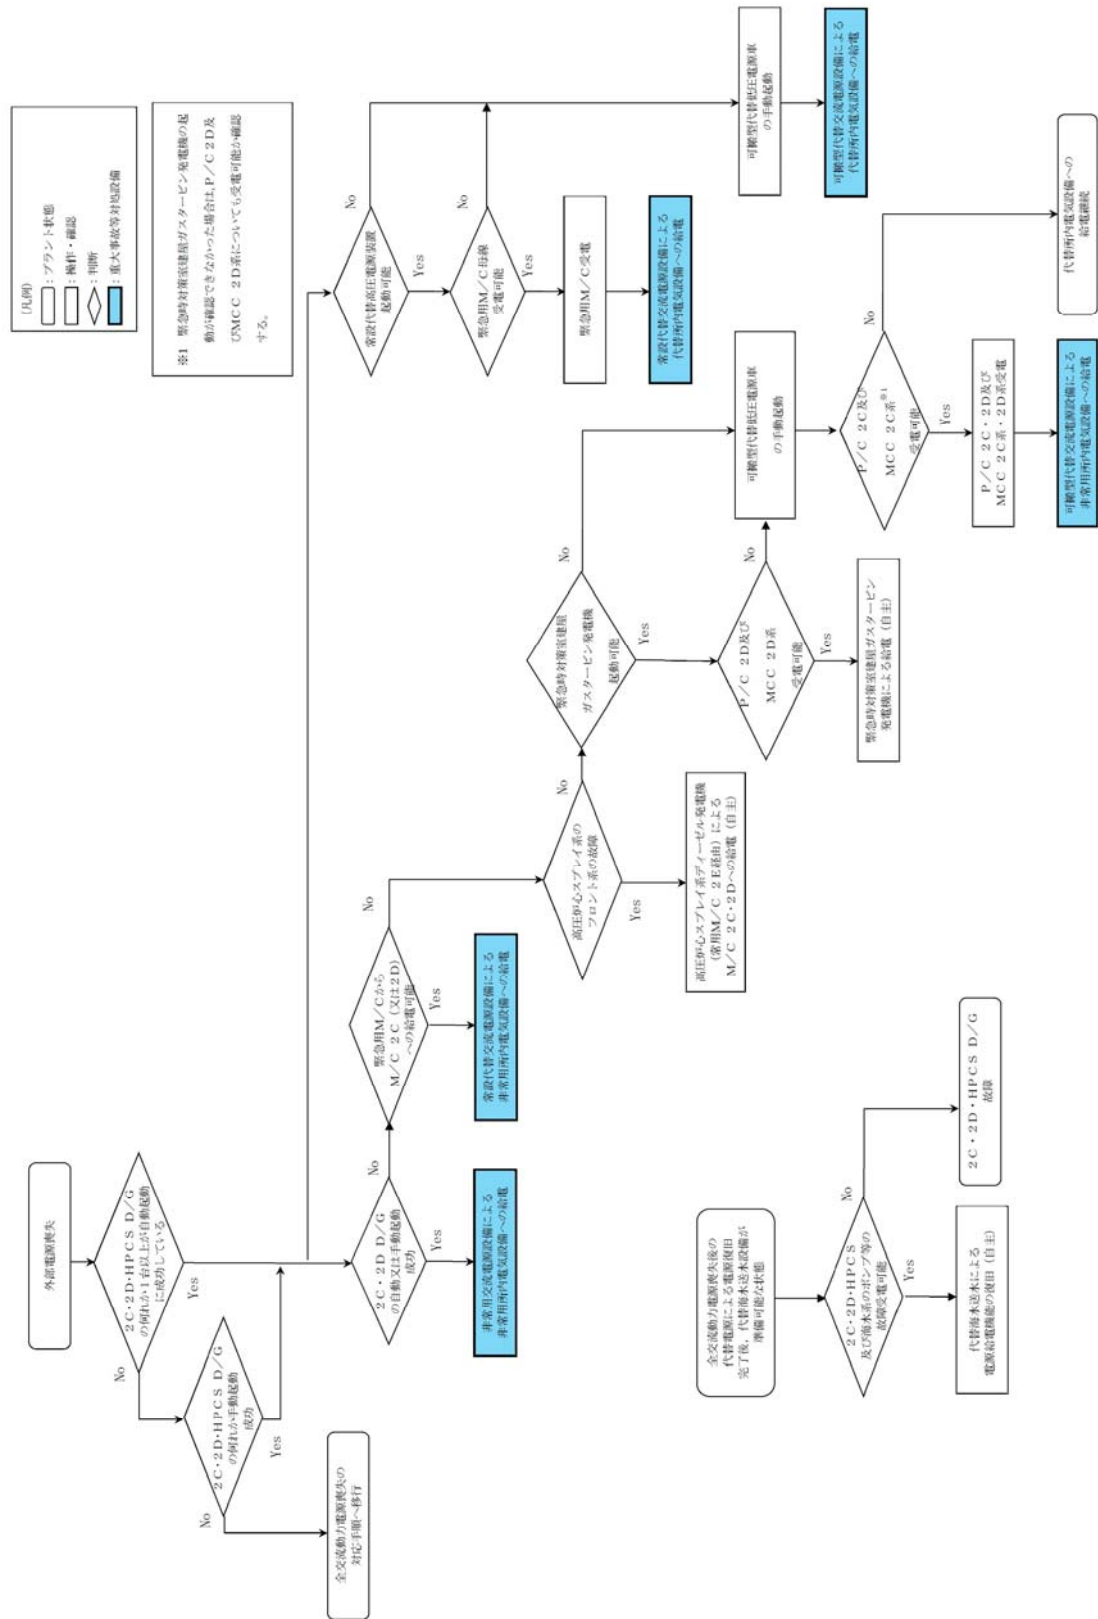 外部電源喪失
2C・2D・HPCS D/G
の何れか1台以上が自動起動
に成功している
No
Yes
2C・2D・HPCS D/G
の何れか手動起動
成功
No
Yes
全交流動力電源喪失の
対応手順へ移行
2C・2D D/G
の自動又は手動起動
成功
No
Yes
非常用交流電源設備による
非常用所内電気設備への給電
緊急用M/Cから
M/C 2C(又は2D)
への給電可能
No
Yes
常設代替交流電源設備による
非常用所内電気設備への給電
高圧炉心スプレイ系の
フロント系の故障
No
Yes
高圧炉心スプレイ系ディーゼル発電機
(常用M/C 2E経由)による
M/C 2C・2Dへの給電(自主)
緊急時対策室建屋
ガスタービン発電機
起動可能
No
Yes
P/C 2D及び
MCC 2D系
受電可能
No
Yes
緊急時対策室建屋ガスタービン
発電機による給電(自主)
可搬型代替低圧電源車
の手動起動
P/C 2C及び
MCC 2C系※1
受電可能
No
Yes
P/C 2C・2D及び
MCC 2C系・2D系受電
可搬型代替交流電源設備による
非常用所内電気設備への給電
代替所内電気設備への
給電継続
常設代替高圧電源装置
起動可能
No
Yes
緊急用M/C母線
受電可能
No
Yes
緊急用M/C受電
常設代替交流電源設備による
代替所内電気設備への給電
可搬型代替低圧電源車
の手動起動
可搬型代替交流電源設備による
代替所内電気設備への給電
(凡例)
:プラント状態
:操作・確認
:判断
:重大事故等対処設備
※1 緊急時対策室建屋ガスタービン発電機の起
動が確認できなかった場合は,P/C 2D及
びMCC 2D系についても受電可能か確認
する。
全交流動力電源喪失後の
代替電源による電源復旧
完了後,代替海水送水設備が
準備可能な状態
2C・2D・HPCS
及び海水系のポンプ等の
故障受電可能
No
Yes
代替海水送水による
電源給電機能の復旧(自主)
2C・2D・HPCS D/G
故障